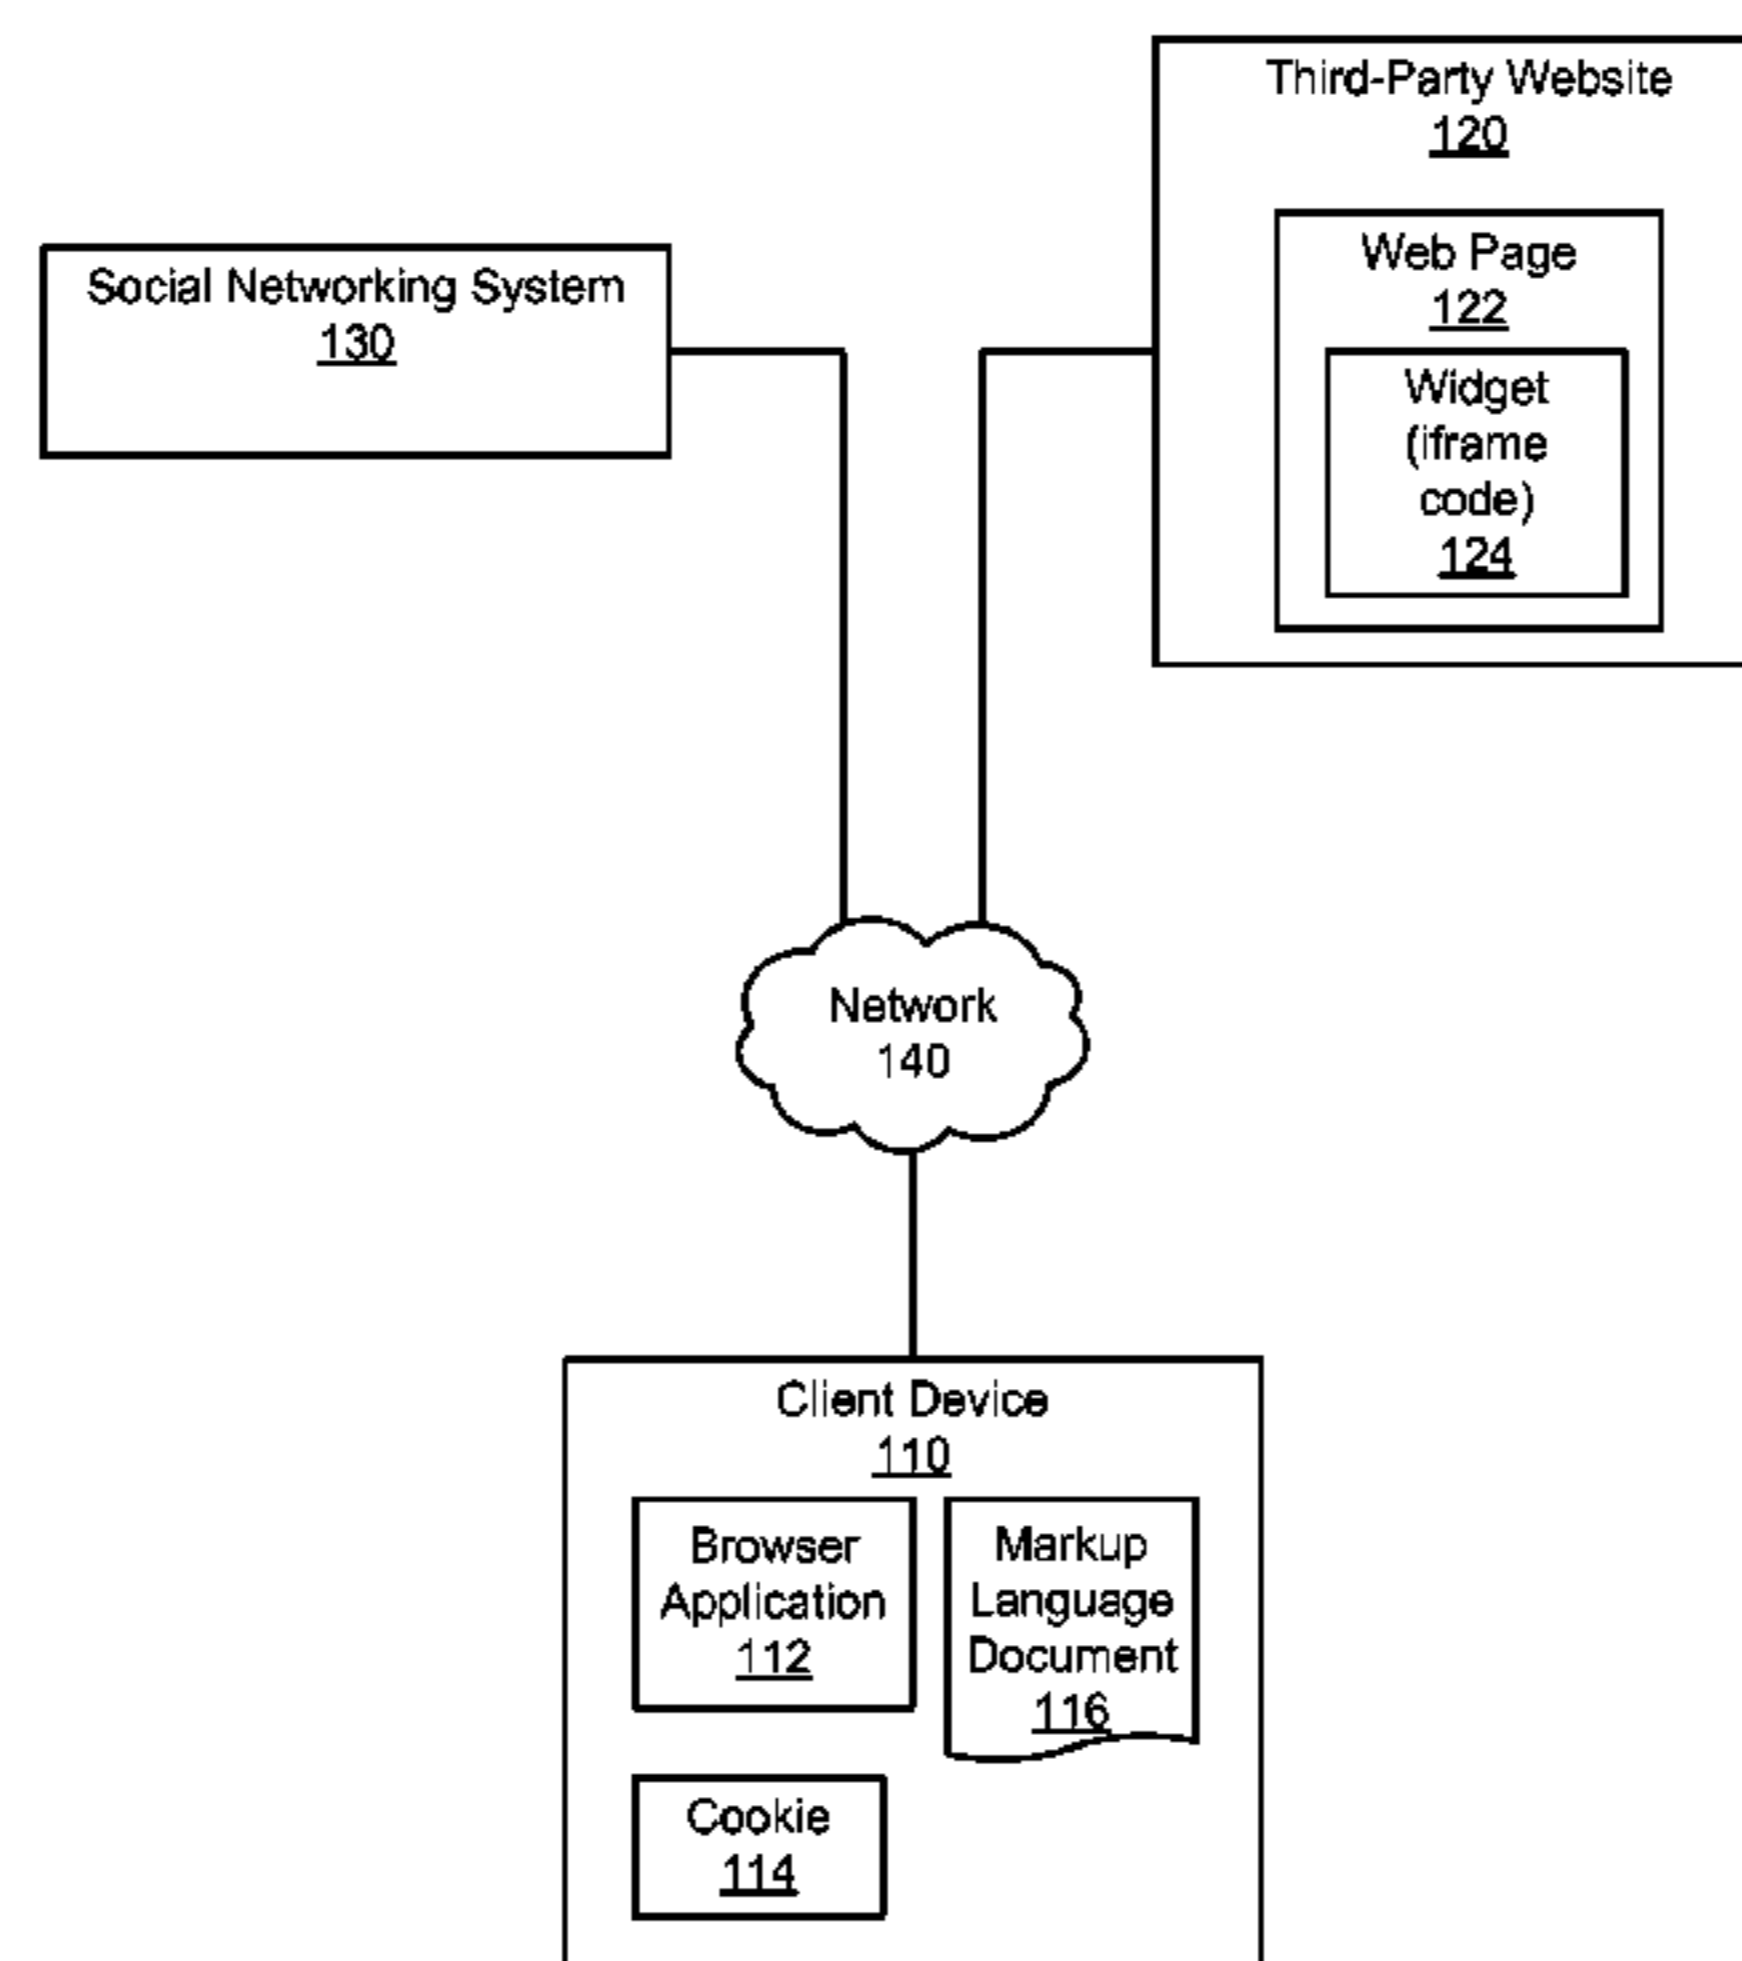 Third-Party Website
120
Web Page
122
Widget
(iframe
code)
124
Social Networking System
130
Network
140
Client Device
110
Browser
Application
112
Markup
Language
Document
116
Cookie
114